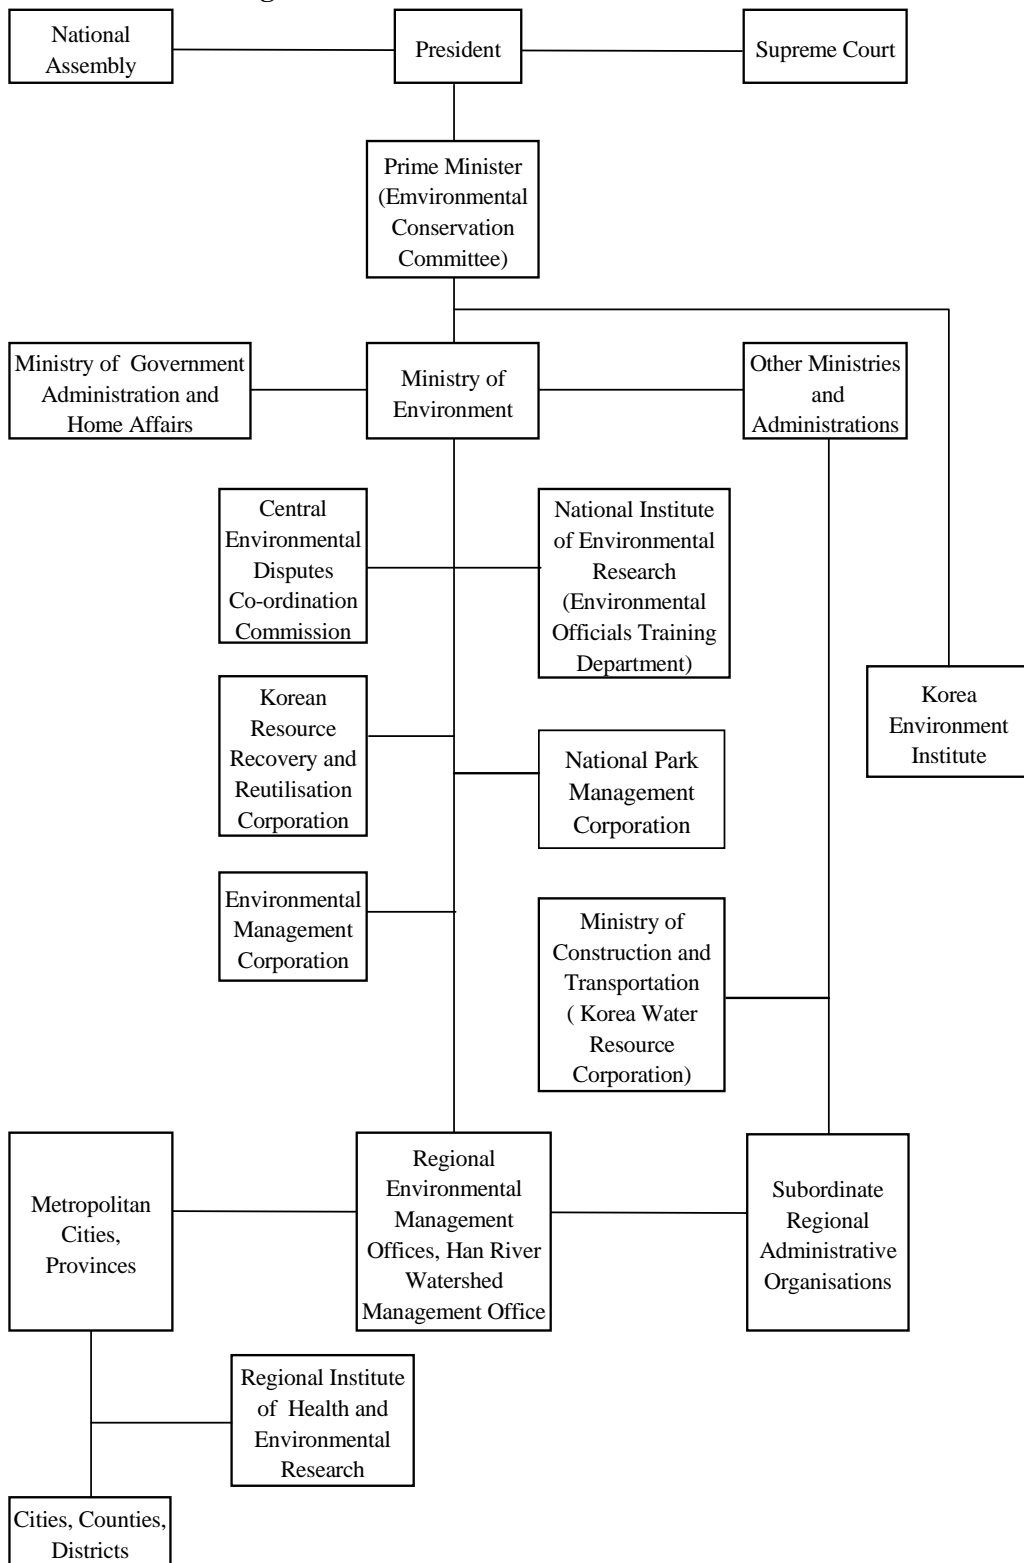 National
Assembly
President
Supreme Court
Prime Minister
(Emvironmental
Conservation
Committee)
Ministry of Government
Administration and
Home Affairs
Ministry of
Environment
Other Ministries
and
Administrations
Central
Environmental
Disputes
Co-ordination
Commission
National Institute
of Environmental
Research
(Environmental
Officials Training
Department)
Korean
Resource
Recovery and
Reutilisation
Corporation
National Park
Management
Corporation
Korea
Environment
Institute
Environmental
Management
Corporation
Ministry of
Construction and
Transportation
( Korea Water
Resource
Corporation)
Metropolitan
Cities,
Provinces
Regional
Environmental
Management
Offices, Han River
Watershed
Management Office
Subordinate
Regional
Administrative
Organisations
Regional Institute
of Health and
Environmental
Research
Cities, Counties,
Districts